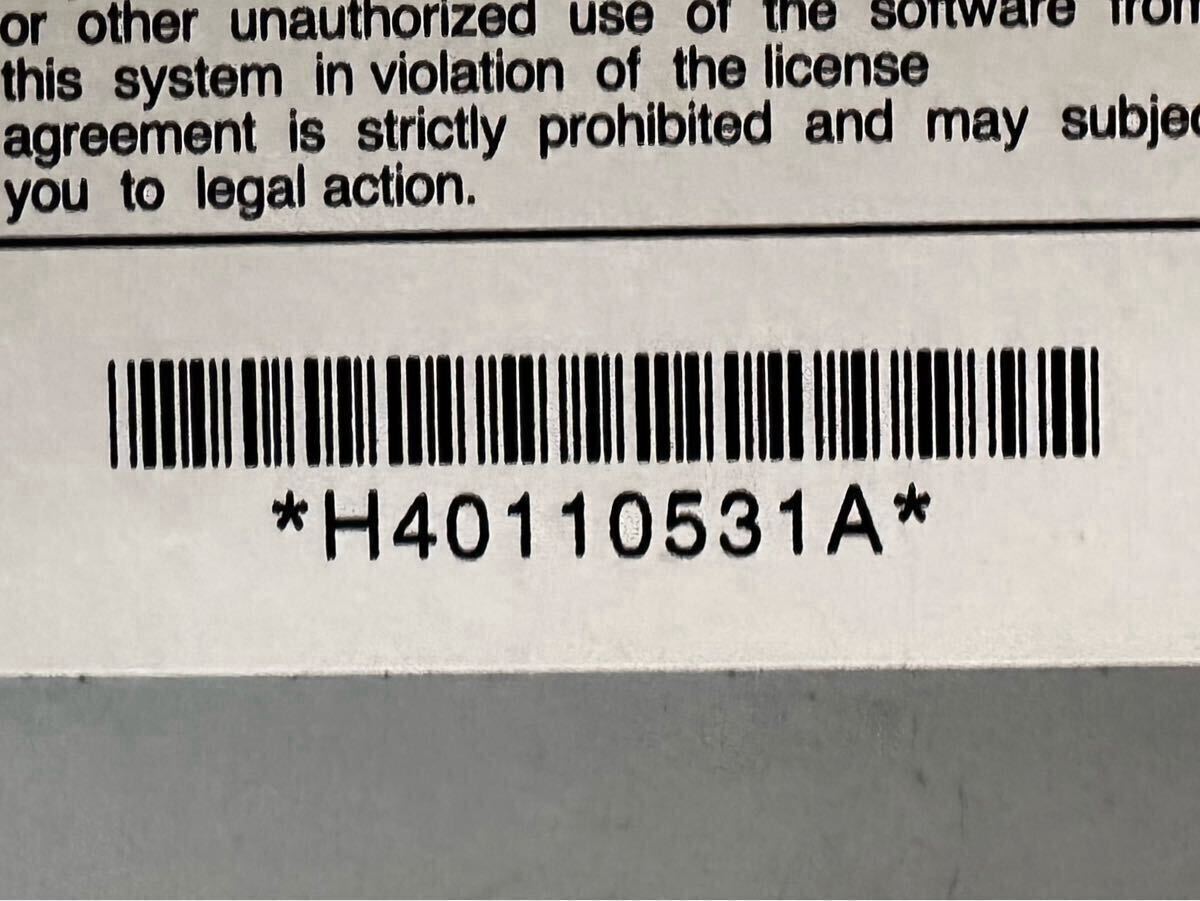 or other unauthorized use of the software from
this system in violation of the license
agreement is strictly prohibited and may
you to legal action.
*H40110531A*